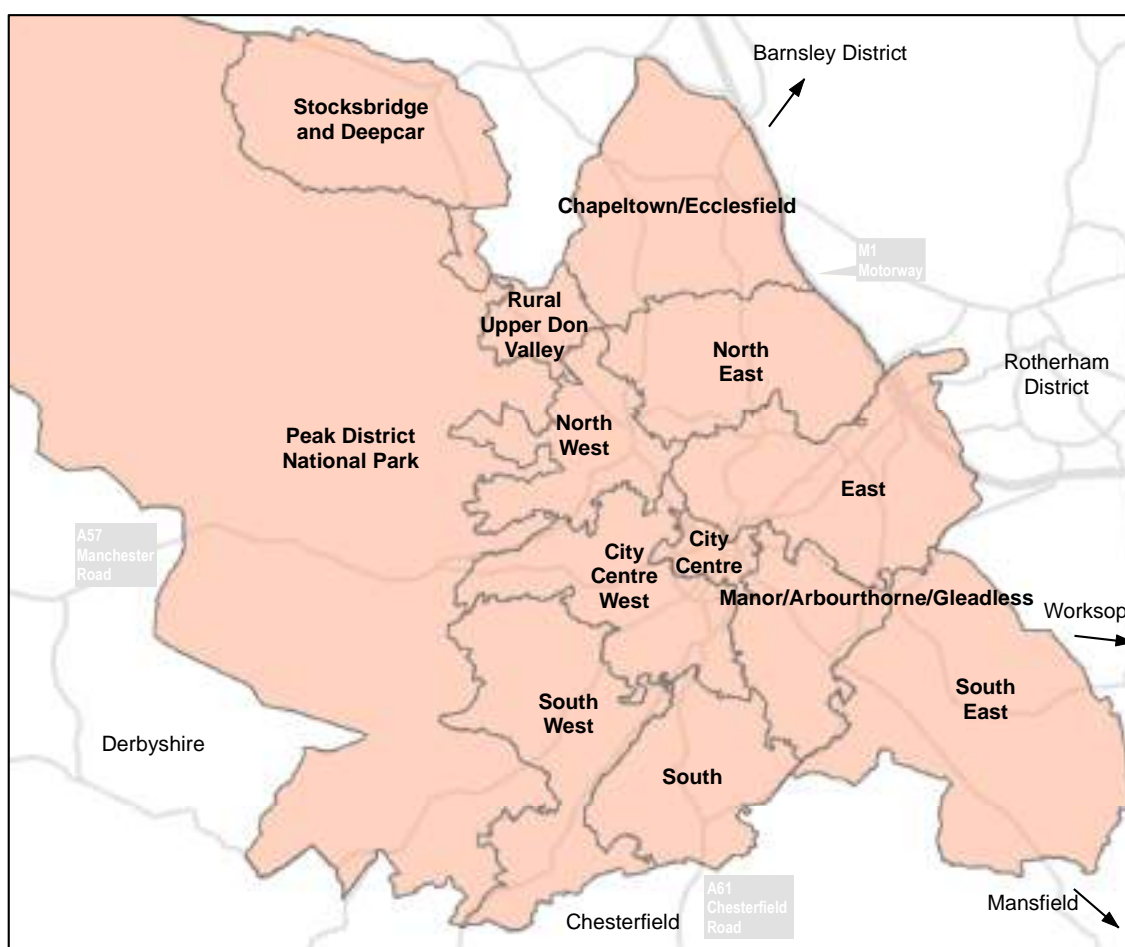 Barnsley District
Stocksbridge
and Deepcar
Chapeltown/Ecclesfield
M1
Motorway
Rural
Upper Don
Valley
North
East
Rotherham
District
Peak District
National Park
North
West
East
A57
Manchester
Road
City
Centre
West
City
Centre
Manor/Arbourthorne/Gleadless
Worksop
South
East
South
West
Derbyshire
South
A61
Chesterfield
Road
Chesterfield
Mansfield